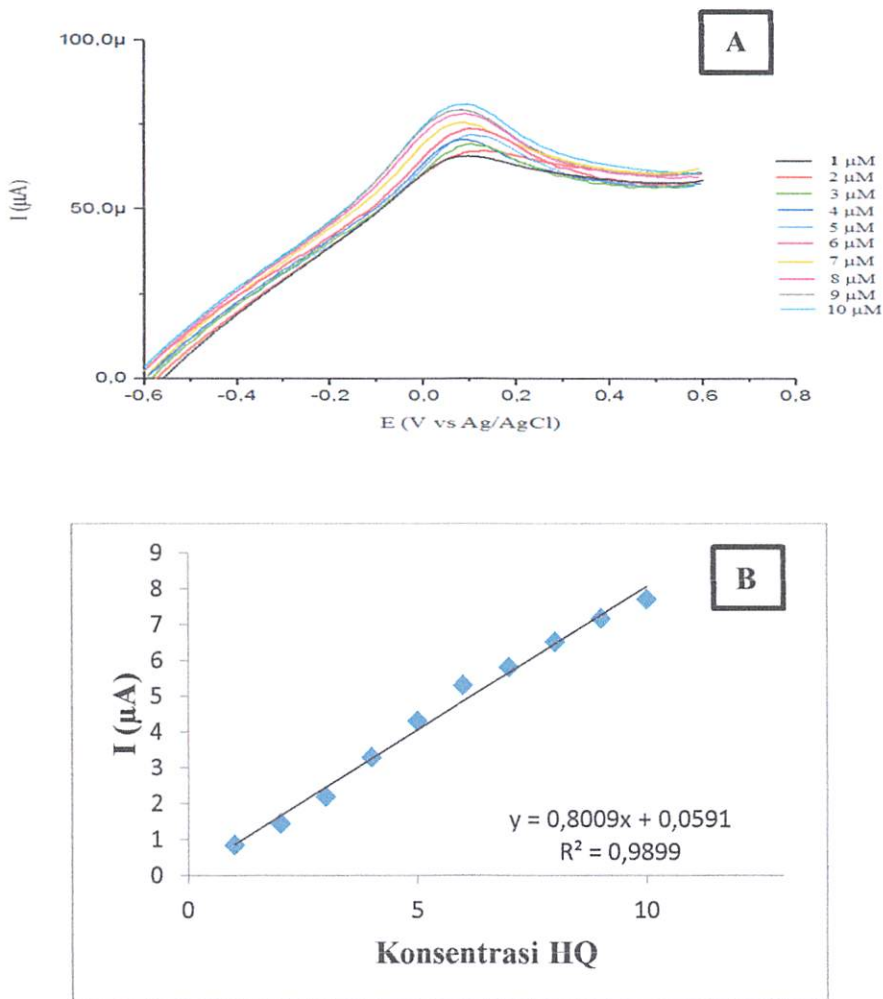 A
100.0µ
50.0µ
0.0
I (µA)
-0.6 -0.4 -0.2 0.0 0.2 0.4 0.6 0.8
E (V vs Ag/AgCl)
1 µM
2 µM
3 µM
4 µM
5 µM
6 µM
7 µM
8 µM
9 µM
10 µM
B
9
8
7
6
5
4
3
2
1
0
I (µA)
y = 0,8009x + 0,0591
R² = 0,9899
0 5 10
Konsentrasi HQ